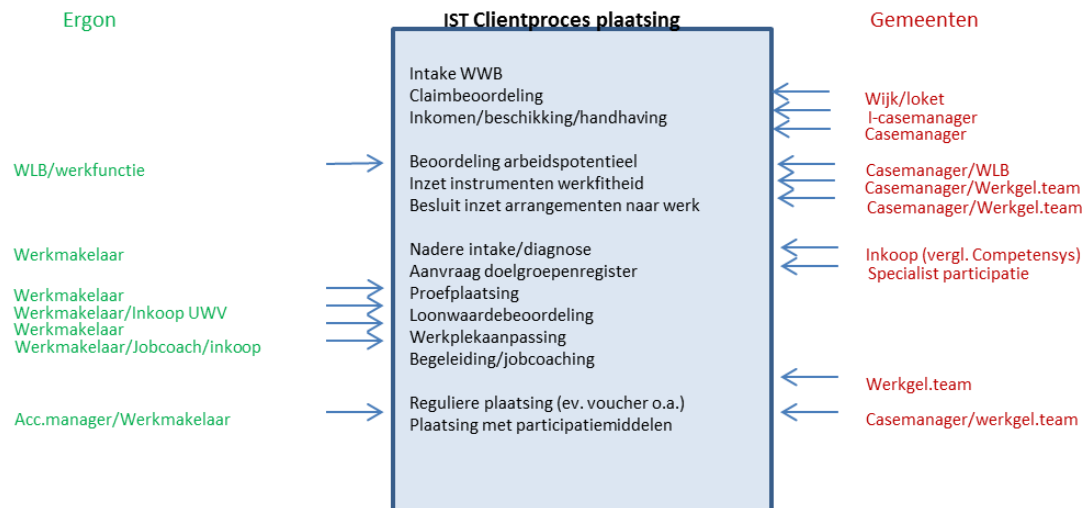 Ergon
IST Clientproces plaatsing
Gemeenten
Intake WWB
Claimbeoordeling
Inkomen/beschikking/handhaving
Wijk/loket
I-casemanager
Casemanager
WLB/werkfunctie
Beoordeling arbeidspotentieel
Inzet instrumenten werkfitheid
Besluit inzet arrangementen naar werk
Casemanager/WLB
Casemanager/Werkgel.team
Casemanager/Werkgel.team
Werkmakelaar
Nadere intake/diagnose
Aanvraag doelgroepenregister
Proefplaatsing
Loonwaardebeoordeling
Werkplekaanpassing
Begeleiding/jobcoaching
Inkoop (vergl. Competensys)
Specialist participatie
Werkmakelaar
Werkmakelaar/Inkoop UWV
Werkmakelaar
Werkmakelaar/Jobcoach/inkoop
Werkgel.team
Acc.manager/Werkmakelaar
Reguliere plaatsing (ev. voucher o.a.)
Plaatsing met participatiemiddelen
Casemanager/werkgel.team